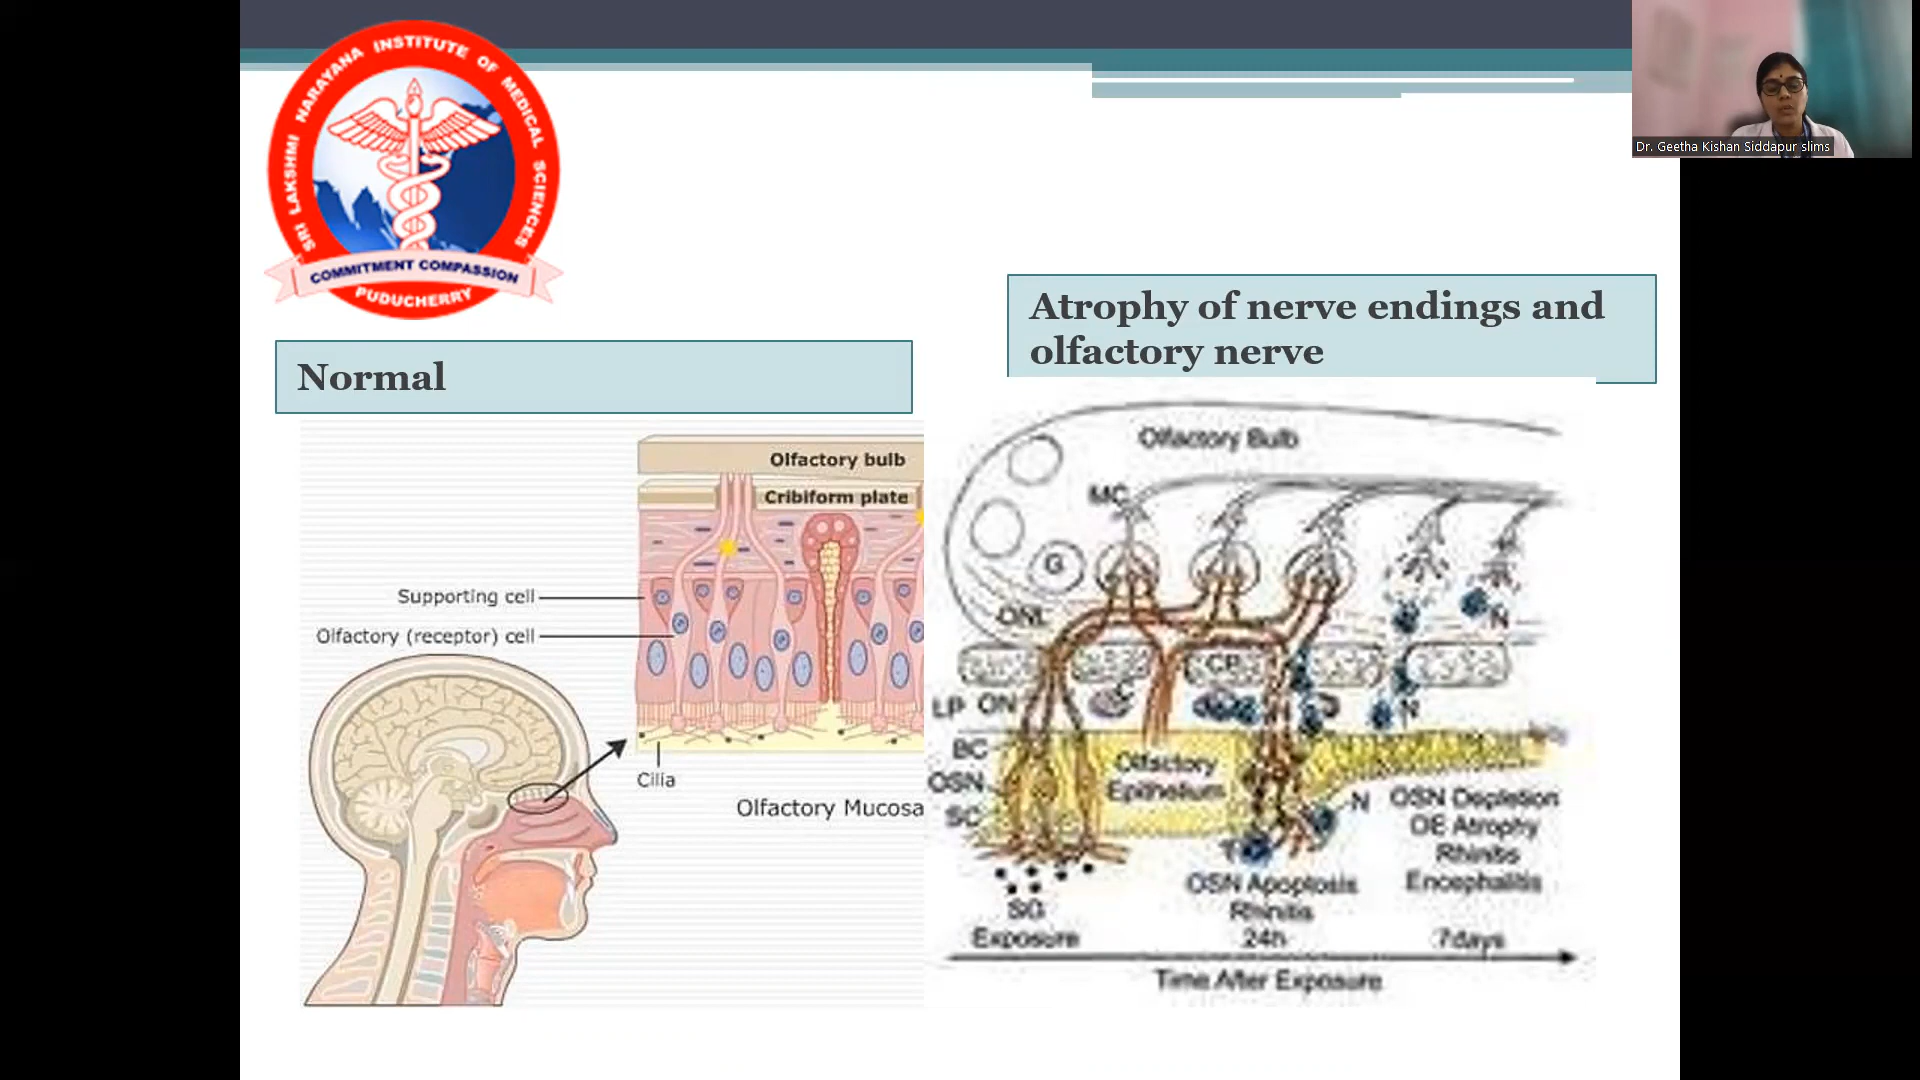 SRI LAKSHMI NARAYANA INSTITUTE OF MEDICAL SCIENCES
COMMITMENT COMPASSION
PUDUCHERRY
Dr. Geetha Kishan Siddapur slims
Normal
Olfactory bulb
Cribiform plate
Supporting cell
Olfactory (receptor) cell
Cilia
Olfactory Mucosa
Atrophy of nerve endings and
olfactory nerve
Olfactory Bulb
MC
G
ONL
N
CP
LP ON
N
BC
Olfactory
OSN
Epithelium
SC
N
OSN Depletion
OE Atrophy
Rhinitis
Encephalitis
OSN Apoptosis
Rhinitis
SG
Exposure
24h
7days
Time After Exposure